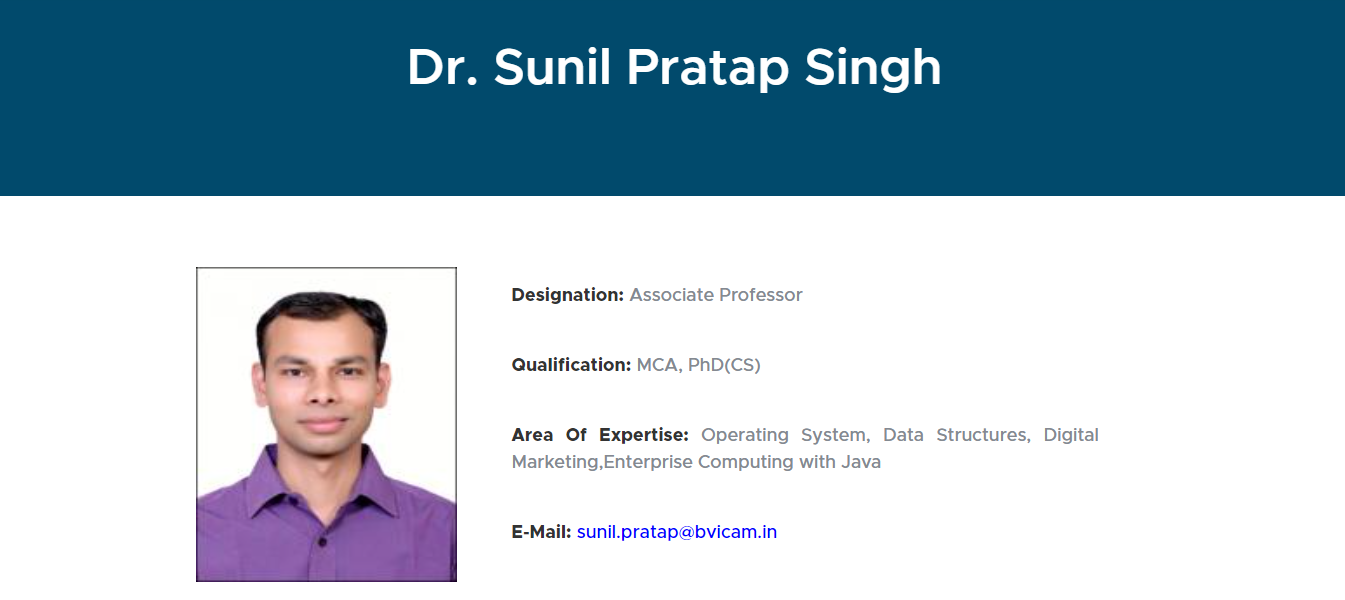 Dr. Sunil Pratap Singh
Designation: Associate Professor
Qualification: MCA, PhD(CS)
Area Of Expertise: Operating System, Data Structures, Digital
Marketing,Enterprise Computing with Java
E-Mail: sunil.pratap@bvicam.in